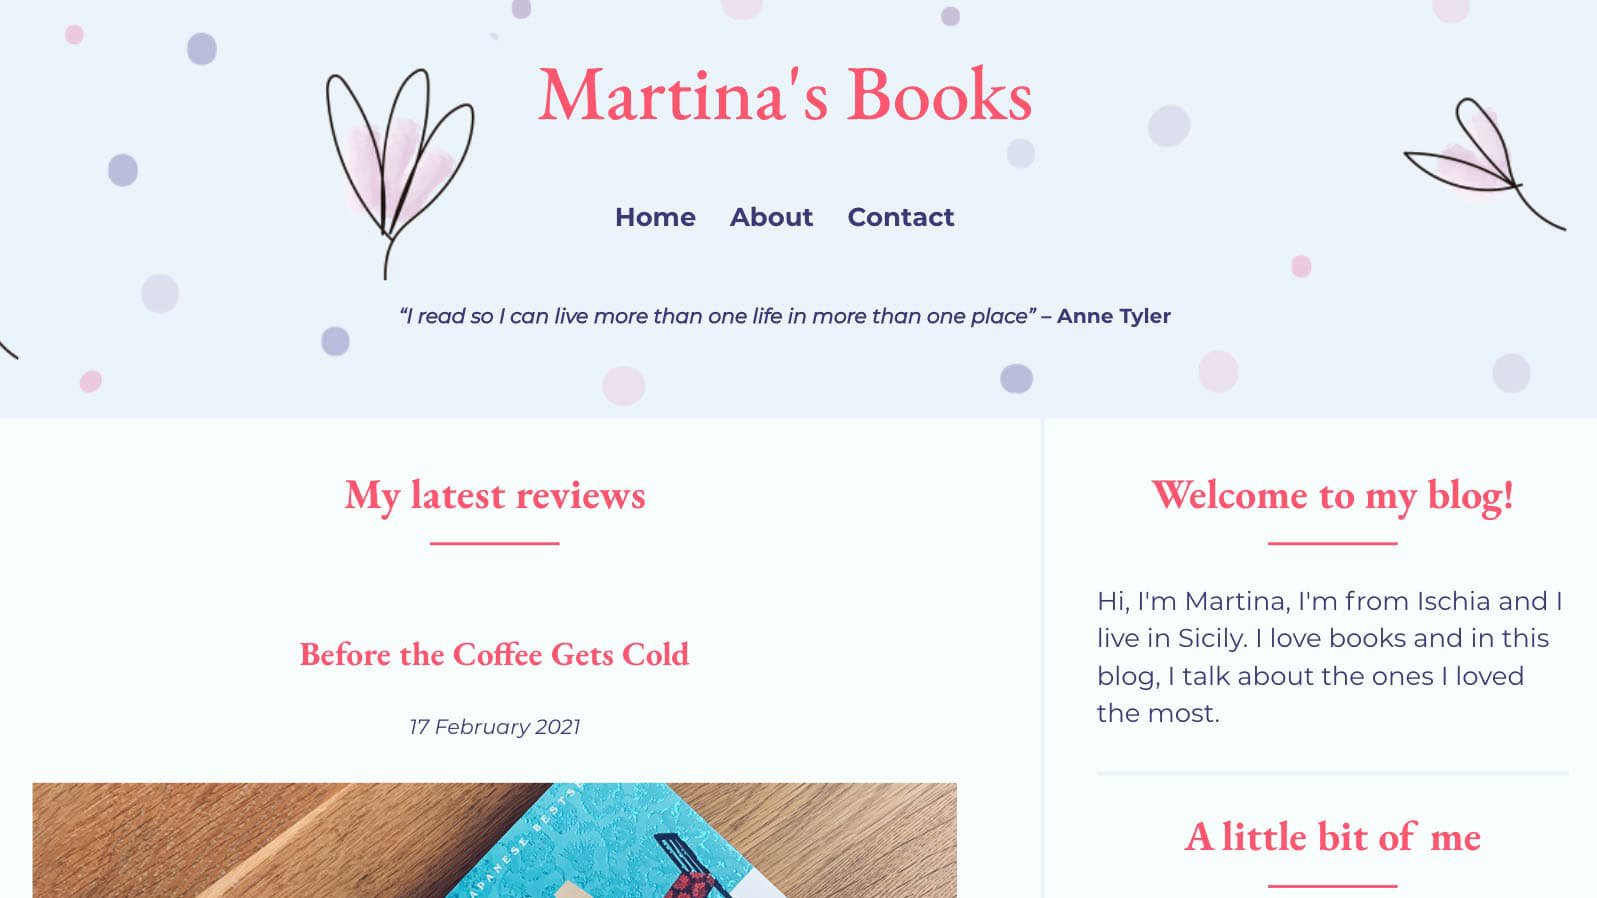 Martina's Books
Home About Contact
“I read so I can live more than one life in more than one place” – Anne Tyler
My latest reviews
Before the Coffee Gets Cold
17 February 2021
APANESE BESTS
Welcome to my blog!
Hi, I'm Martina, I'm from Ischia and I
live in Sicily. I love books and in this
blog, I talk about the ones I loved
the most.
A little bit of me